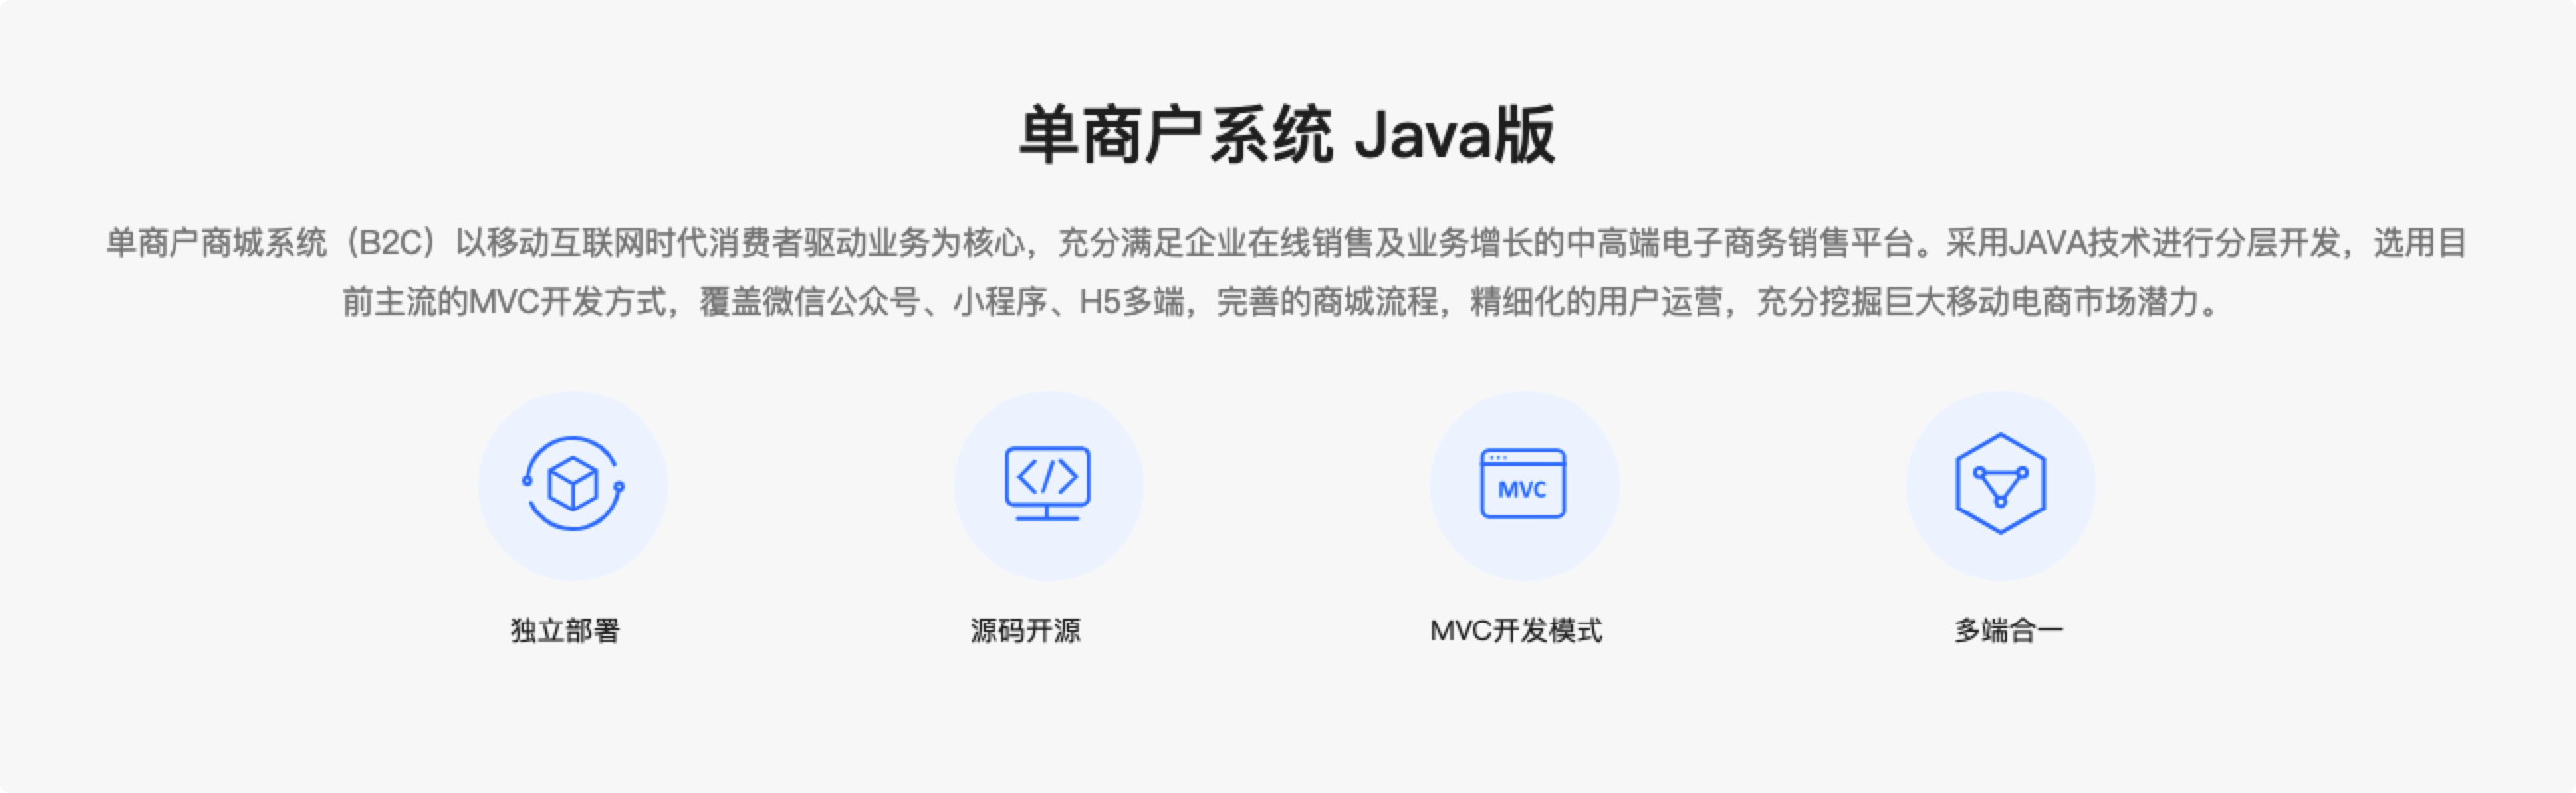 单商户系统 Java版
单商户商城系统（B2C）以移动互联网时代消费者驱动业务为核心，充分满足企业在线销售及业务增长的中高端电子商务销售平台。采用JAVA技术进行分层开发，选用目
前主流的MVC开发方式，覆盖微信公众号、小程序、H5多端，完善的商城流程，精细化的用户运营，充分挖掘巨大移动电商市场潜力。
MVC
独立部署
源码开源
MVC开发模式
多端合一